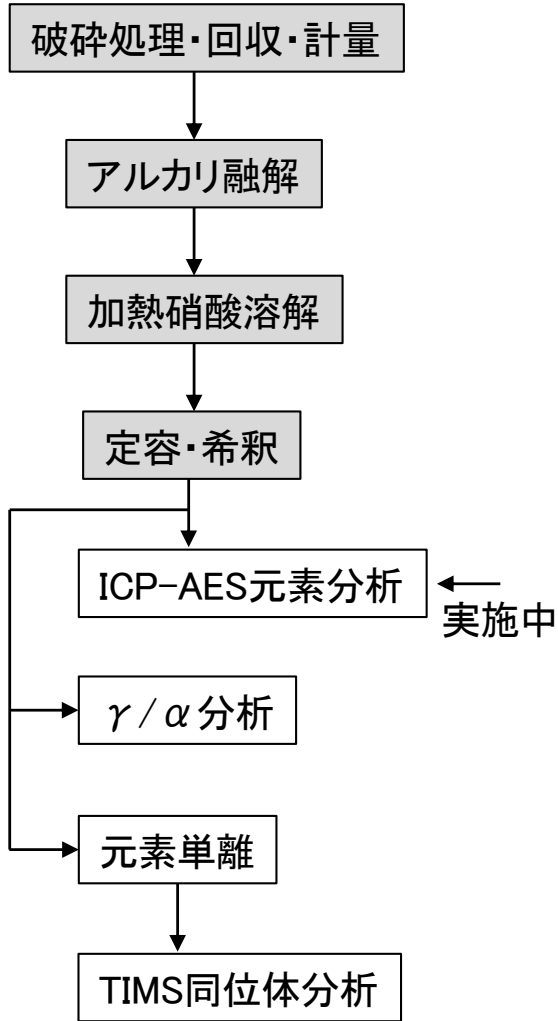 破砕処理・回収・計量
アルカリ融解
加熱硝酸溶解
定容・希釈
ICP-AES元素分析
実施中
γ/α分析
元素単離
TIMS同位体分析